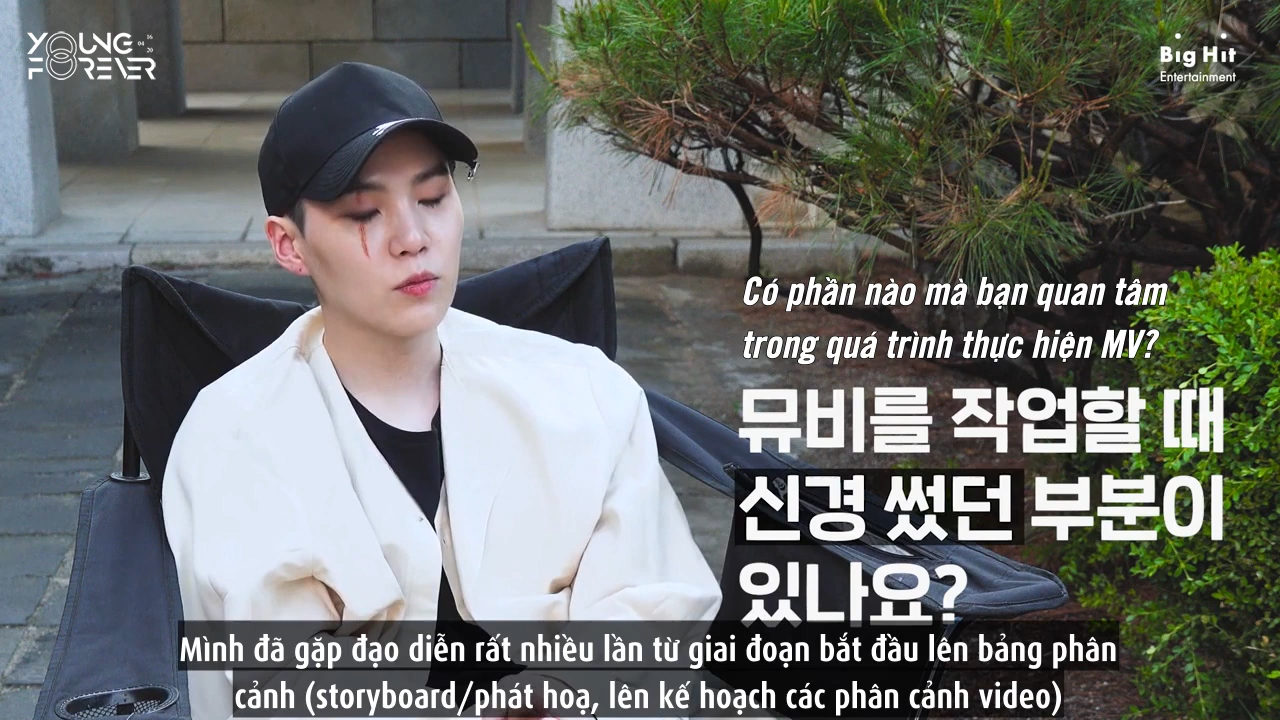 YOUNG
FOREVER
16
04
20
Big Hit
Entertainment
Có phần nào mà bạn quan tâm
trong quá trình thực hiện MV?
뮤비를 작업할 때
신경 썼던 부분이
있나요?
Mình đã gặp đạo diễn rất nhiều lần từ giai đoạn bắt đầu lên bảng phân
cảnh (storyboard/phát hoạ, lên kế hoạch các phân cảnh video)